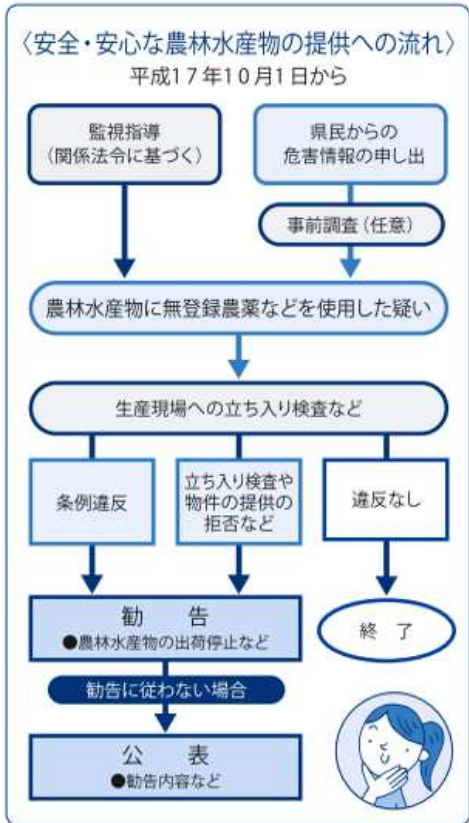 〈安全・安心な農林水産物の提供への流れ〉
平成17年10月1日から
監視指導
(関係法令に基づく)
県民からの
危害情報の申し出
事前調査(任意)
農林水産物に無登録農薬などを使用した疑い
生産現場への立ち入り検査など
条例違反
立ち入り検査や
物件の提供の
拒否など
違反なし
勧　告
●農林水産物の出荷停止など
終　了
勧告に従わない場合
公　表
●勧告内容など